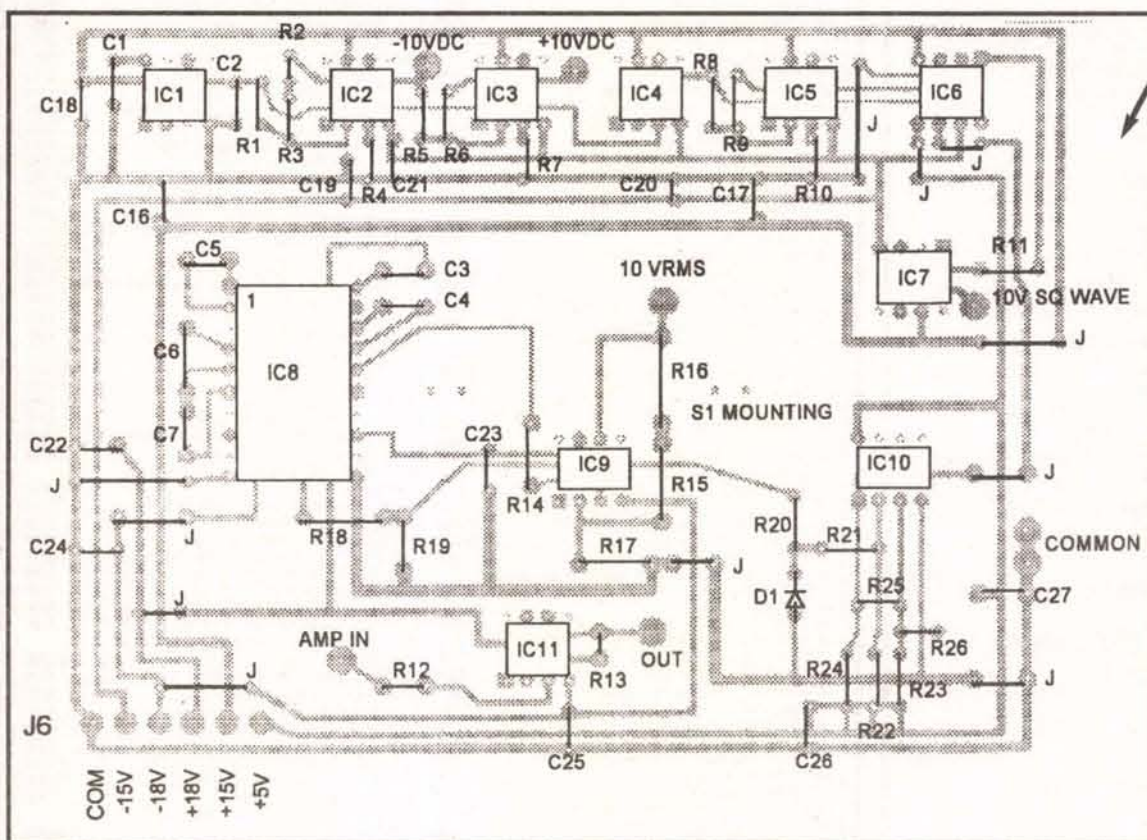 R2
C1
-10VDC
+10VDC
C2
R8
IC1
IC2
IC3
IC4
IC5
IC6
C18
R1
R3
R5
R6
R9
J
J
C19
R4
C21
R7
C20
C17
R10
J
C16
C5
C3
10 VRMS
R11
IC7
1
C4
10V SQ WAVE
C6
IC8
R16
J
S1 MOUNTING
C7
C22
C23
IC9
IC10
J
R14
R15
J
C24
J
R18
R19
R20
R21
COMMON
R17
J
D1
R25
C27
J
AMP IN
IC11
OUT
R26
R12
R13
R24
R23
J
J
J6
R22
C25
C26
COM
-15V
-18V
+18V
+15V
+5V